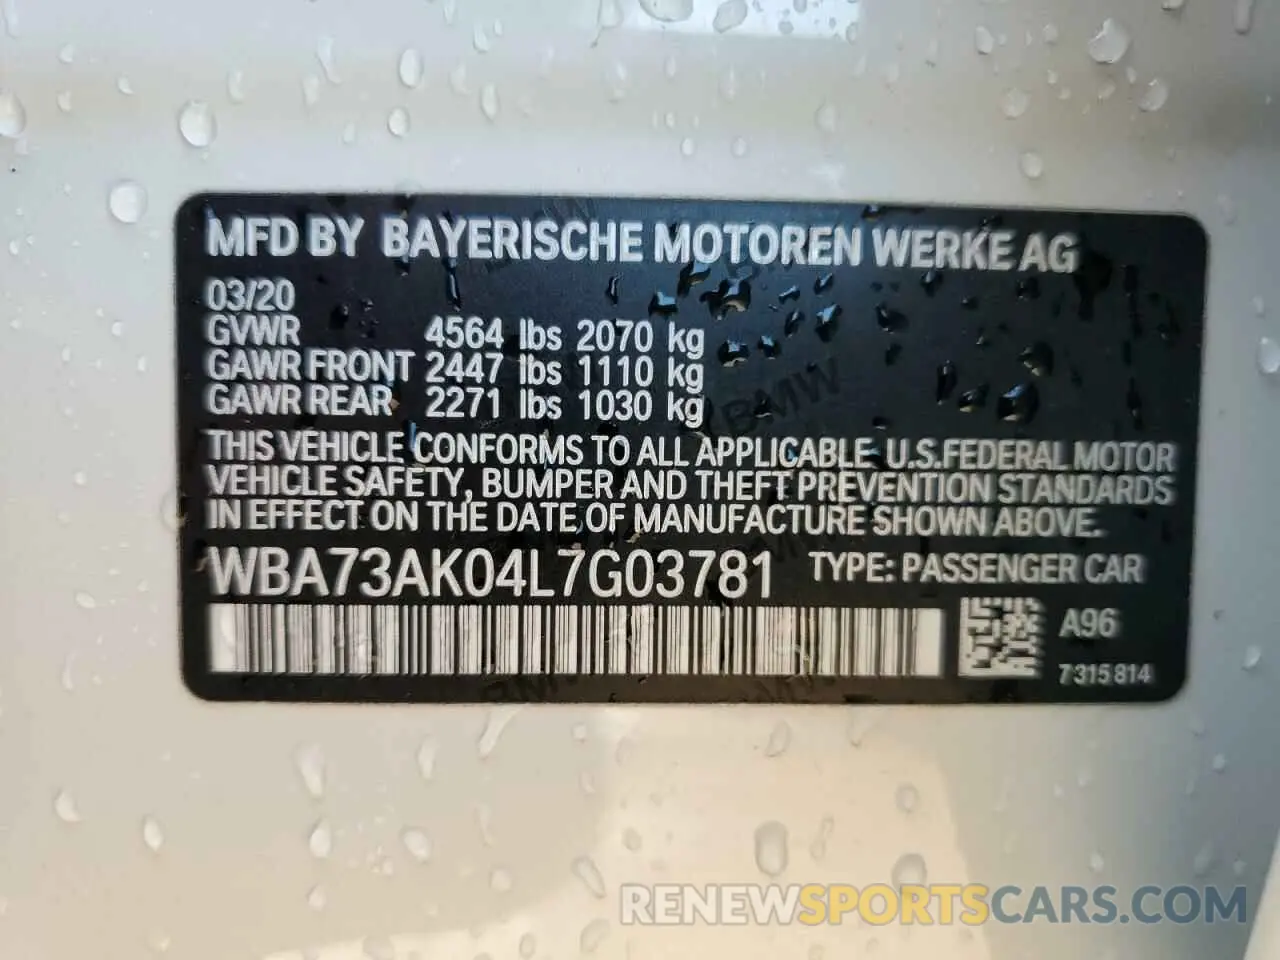 MFD BY BAYERISCHE MOTOREN WERKE AG
03/20
GVWR 4564 lbs 2070 kg
GAWR FRONT 2447 lbs 1110 kg
GAWR REAR 2271 lbs 1030 kg
THIS VEHICLE CONFORMS TO ALL APPLICABLE U.S.FEDERAL MOTOR
VEHICLE SAFETY, BUMPER AND THEFT PREVENTION STANDARDS
IN EFFECT ON THE DATE OF MANUFACTURE SHOWN ABOVE.
WBA73AK04L7G03781 TYPE: PASSENGER CAR
A96
7 315 814
RENEWSPORTSCARS.COM